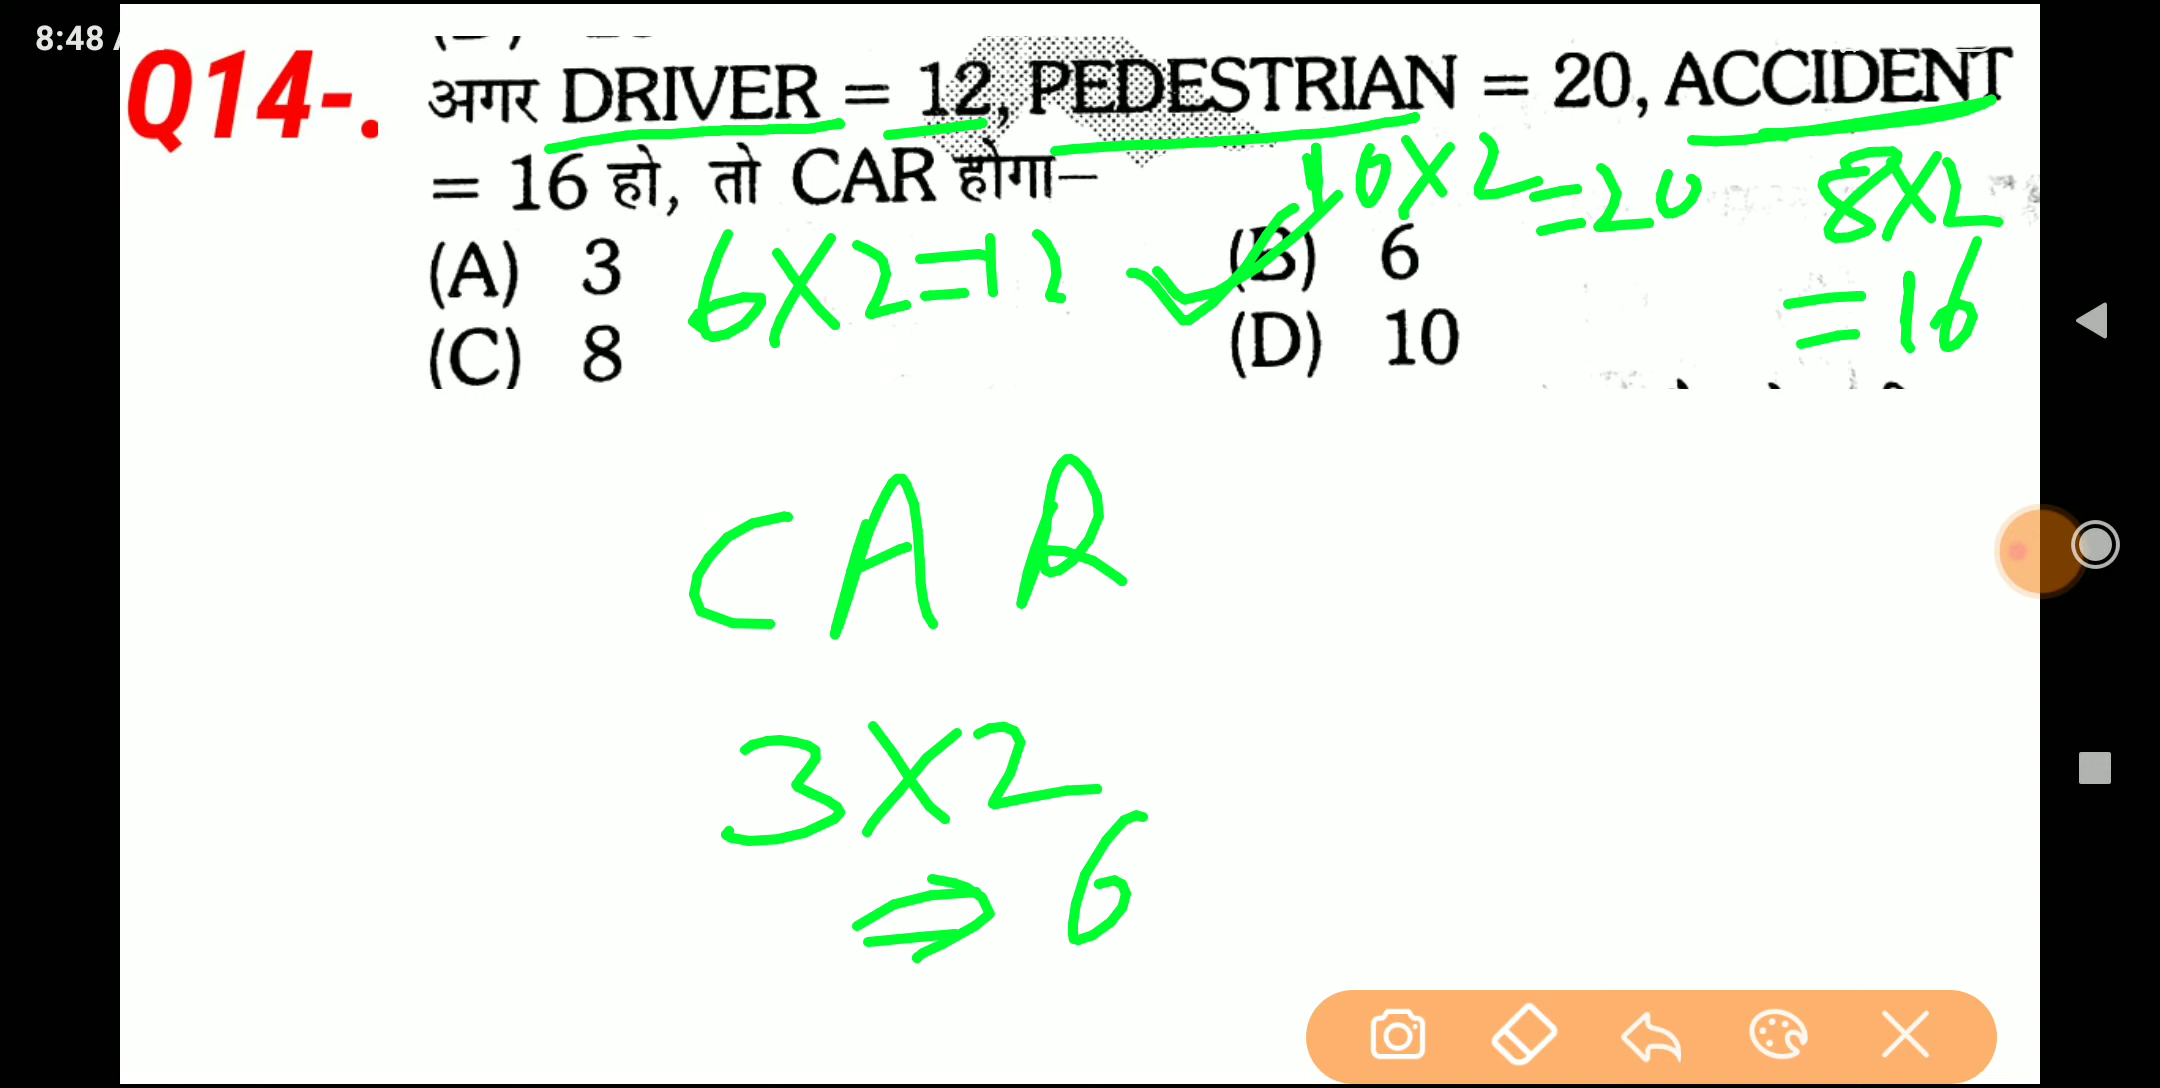 8:48
Q14-.
अगर DRIVER = 12, PEDESTRIAN = 20, ACCIDENT
= 16 हो, तो CAR होगा—
10×2=20
8×2
=16
(A) 3
6×2=12
(B) 6
(C) 8
(D) 10
CAR
3×2
⇒ 6